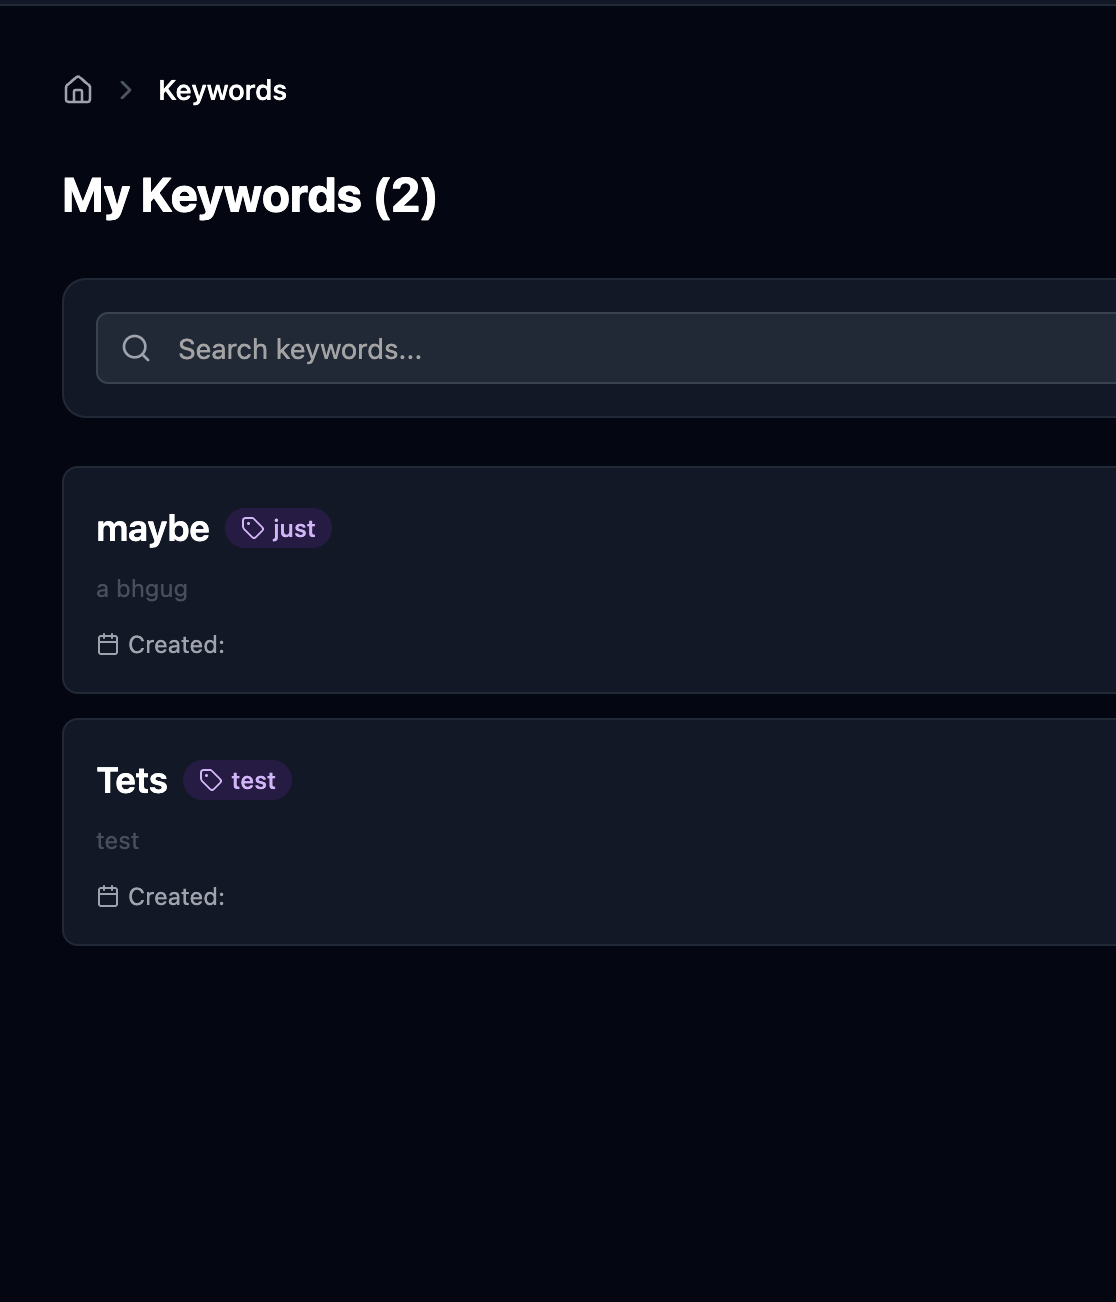 Keywords
My Keywords (2)
Search keywords...
maybe just
a bhgug
Created:
Tets test
test
Created: